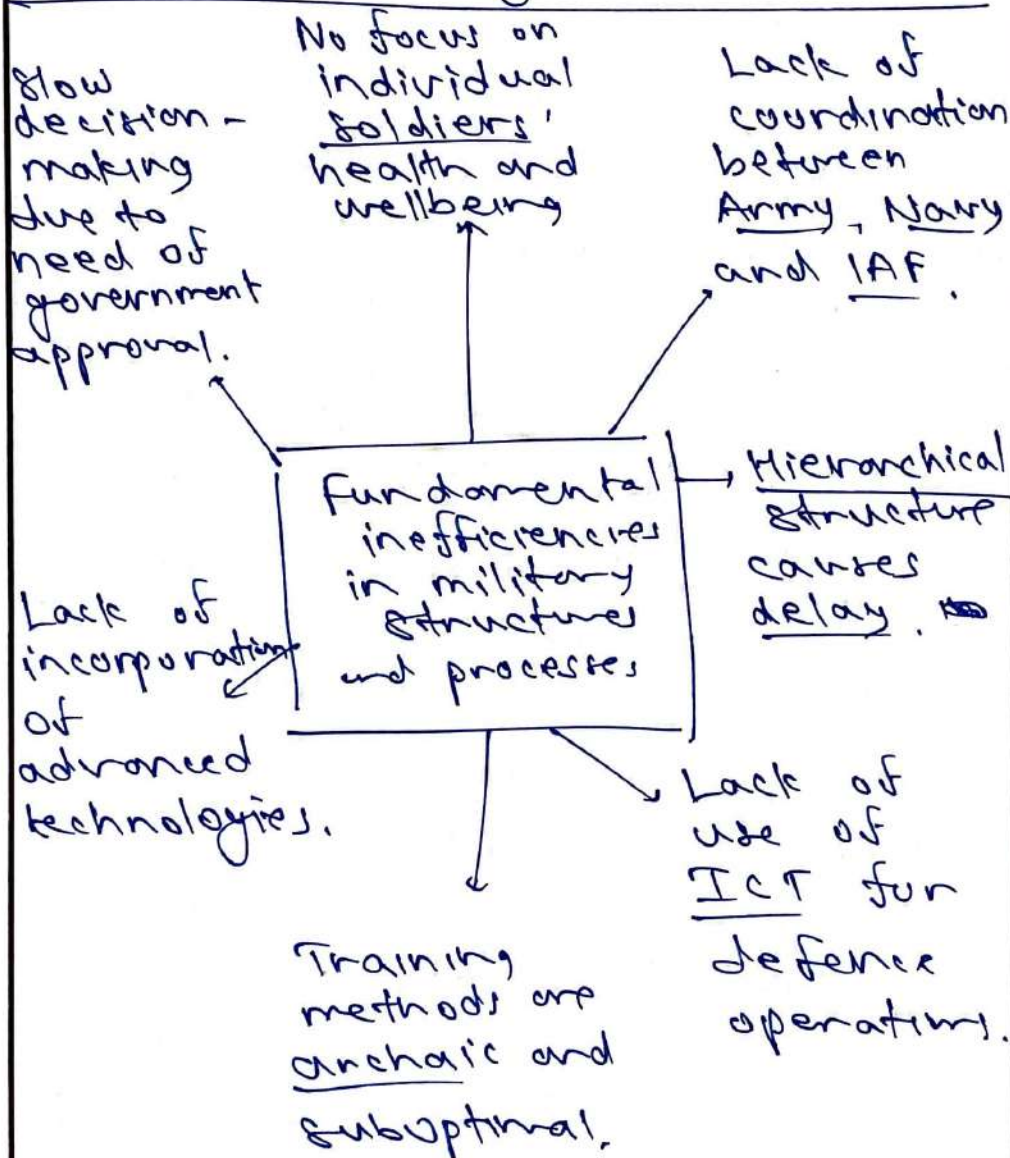 Slow
decision-
making
due to
need of
government
approval.
No focus on
individual
soldiers'
health and
wellbeing
Lack of
coordination
between
Army, Navy
and IAF.
Fundamental
inefficiencies
in military
structures
and processes
Hierarchical
structure
causes
delay.
Lack of
incorporation
of
advanced
technologies.
Training
methods are
archaic and
suboptimal.
Lack of
use of
ICT for
defence
operations.